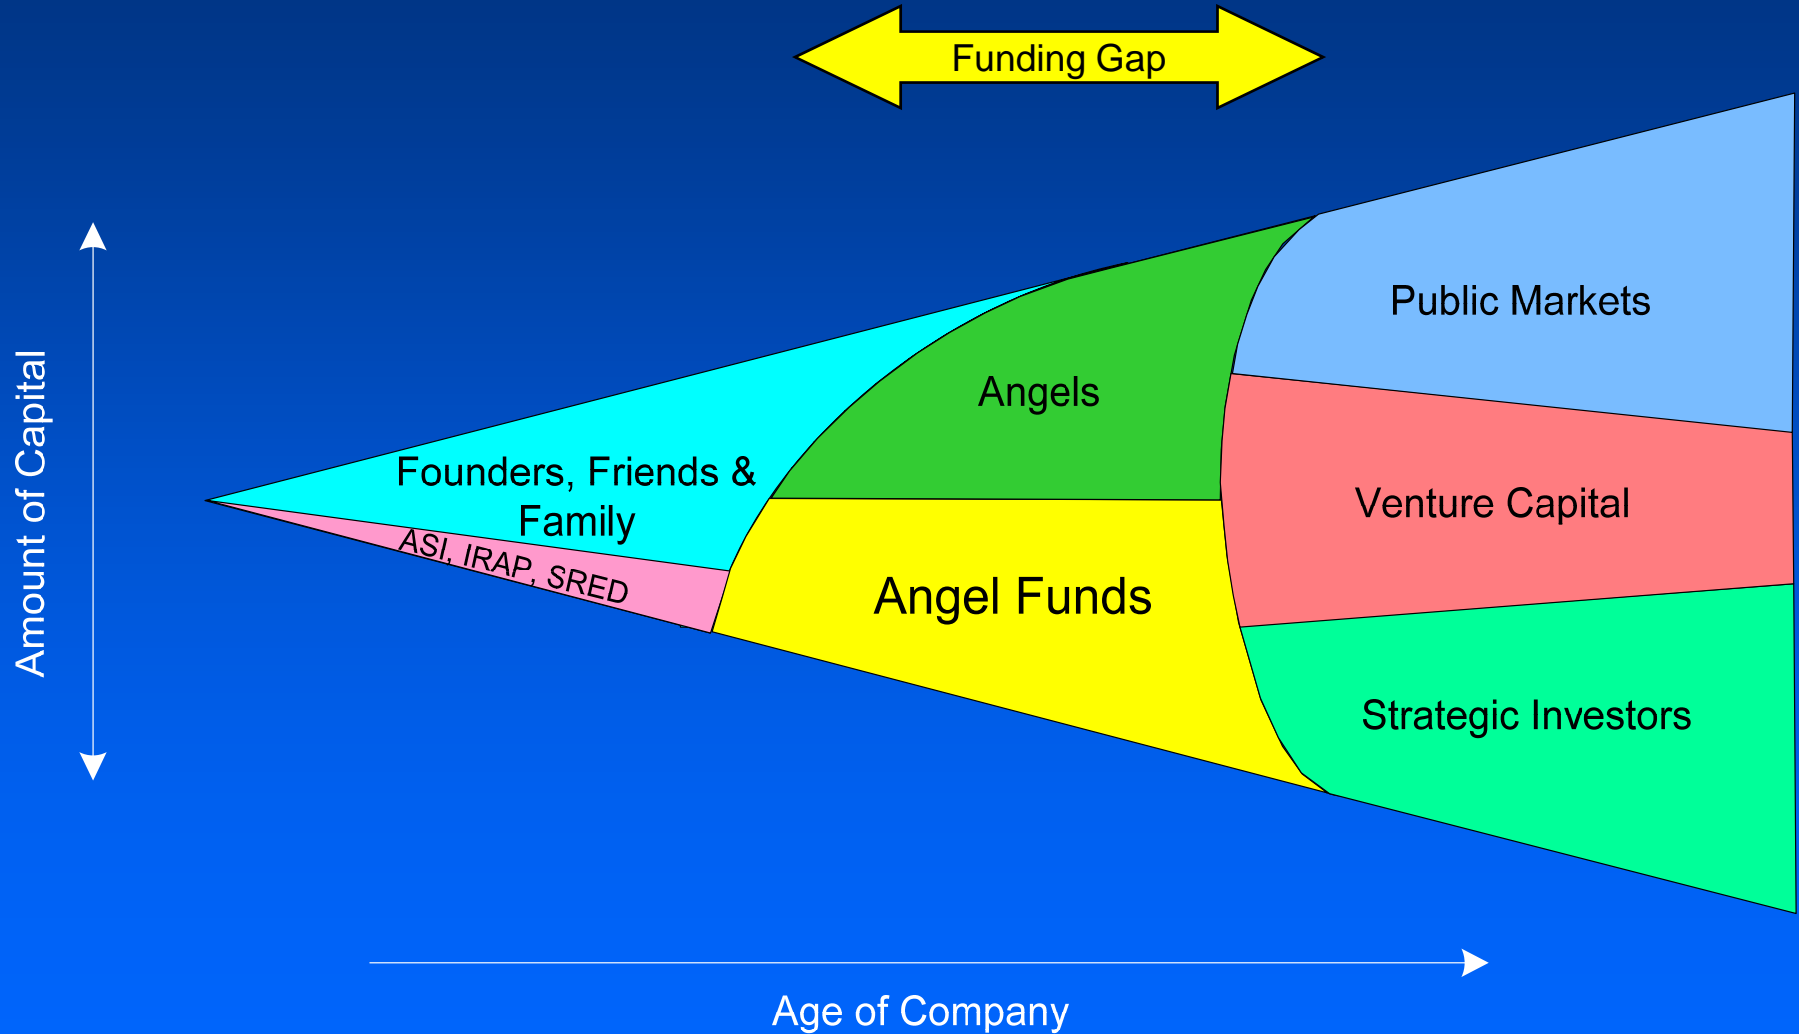 Funding Gap
Public Markets
Angels
Founders, Friends &
Family
Venture Capital
ASI, IRAP, SRED
Angel Funds
Strategic Investors
Amount of Capital
Age of Company